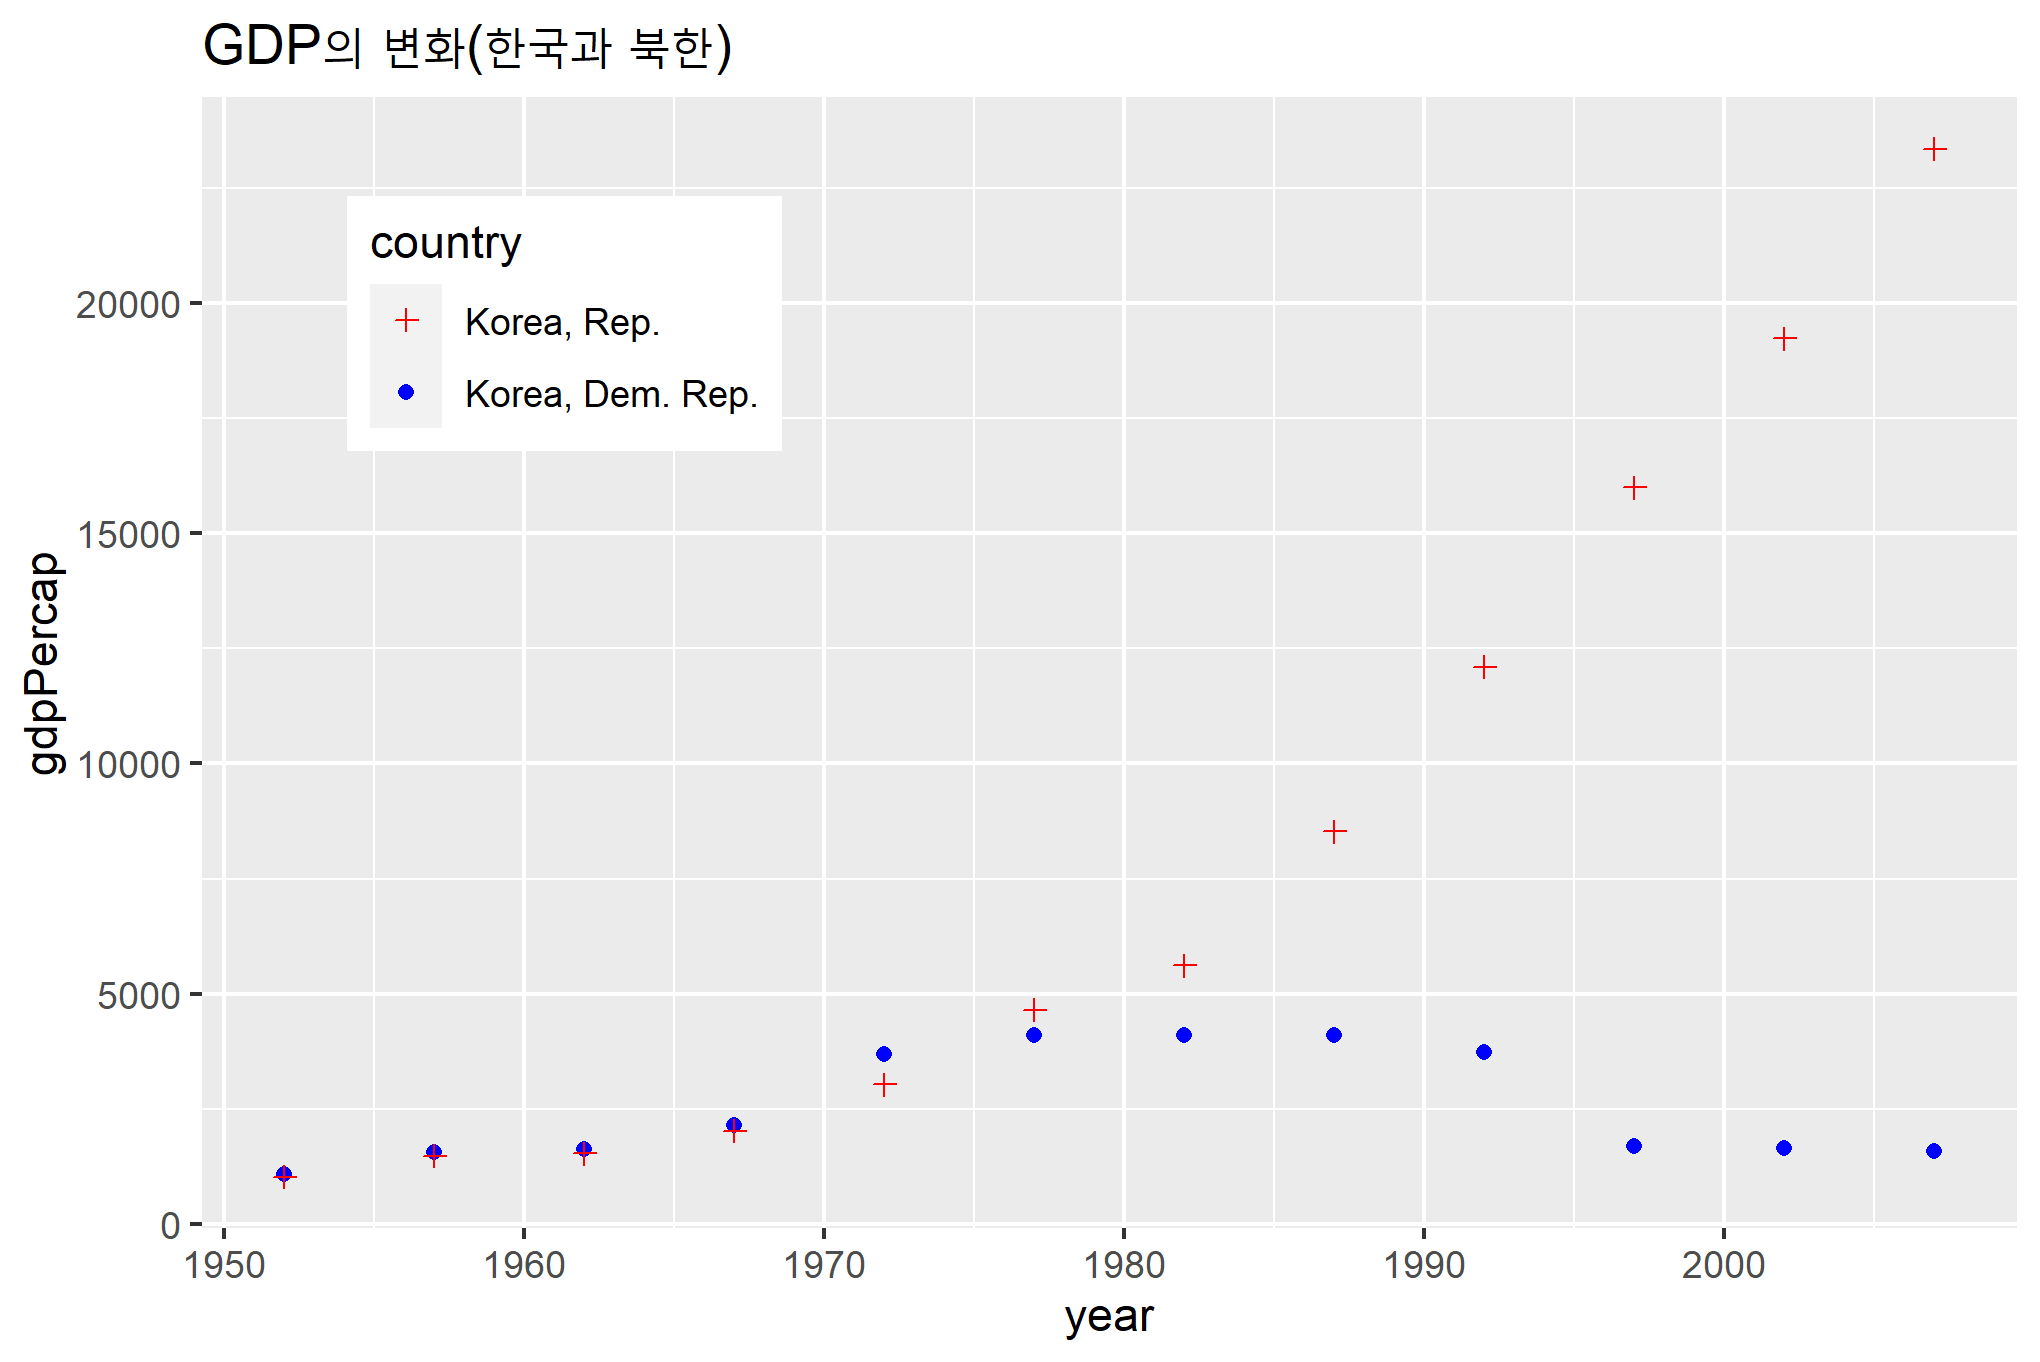 GDP의 변화(한국과 북한)
country
Korea, Rep.
Korea, Dem. Rep.
gdpPercap
20000
15000
10000
5000
0
1950 1960 1970 1980 1990 2000
year